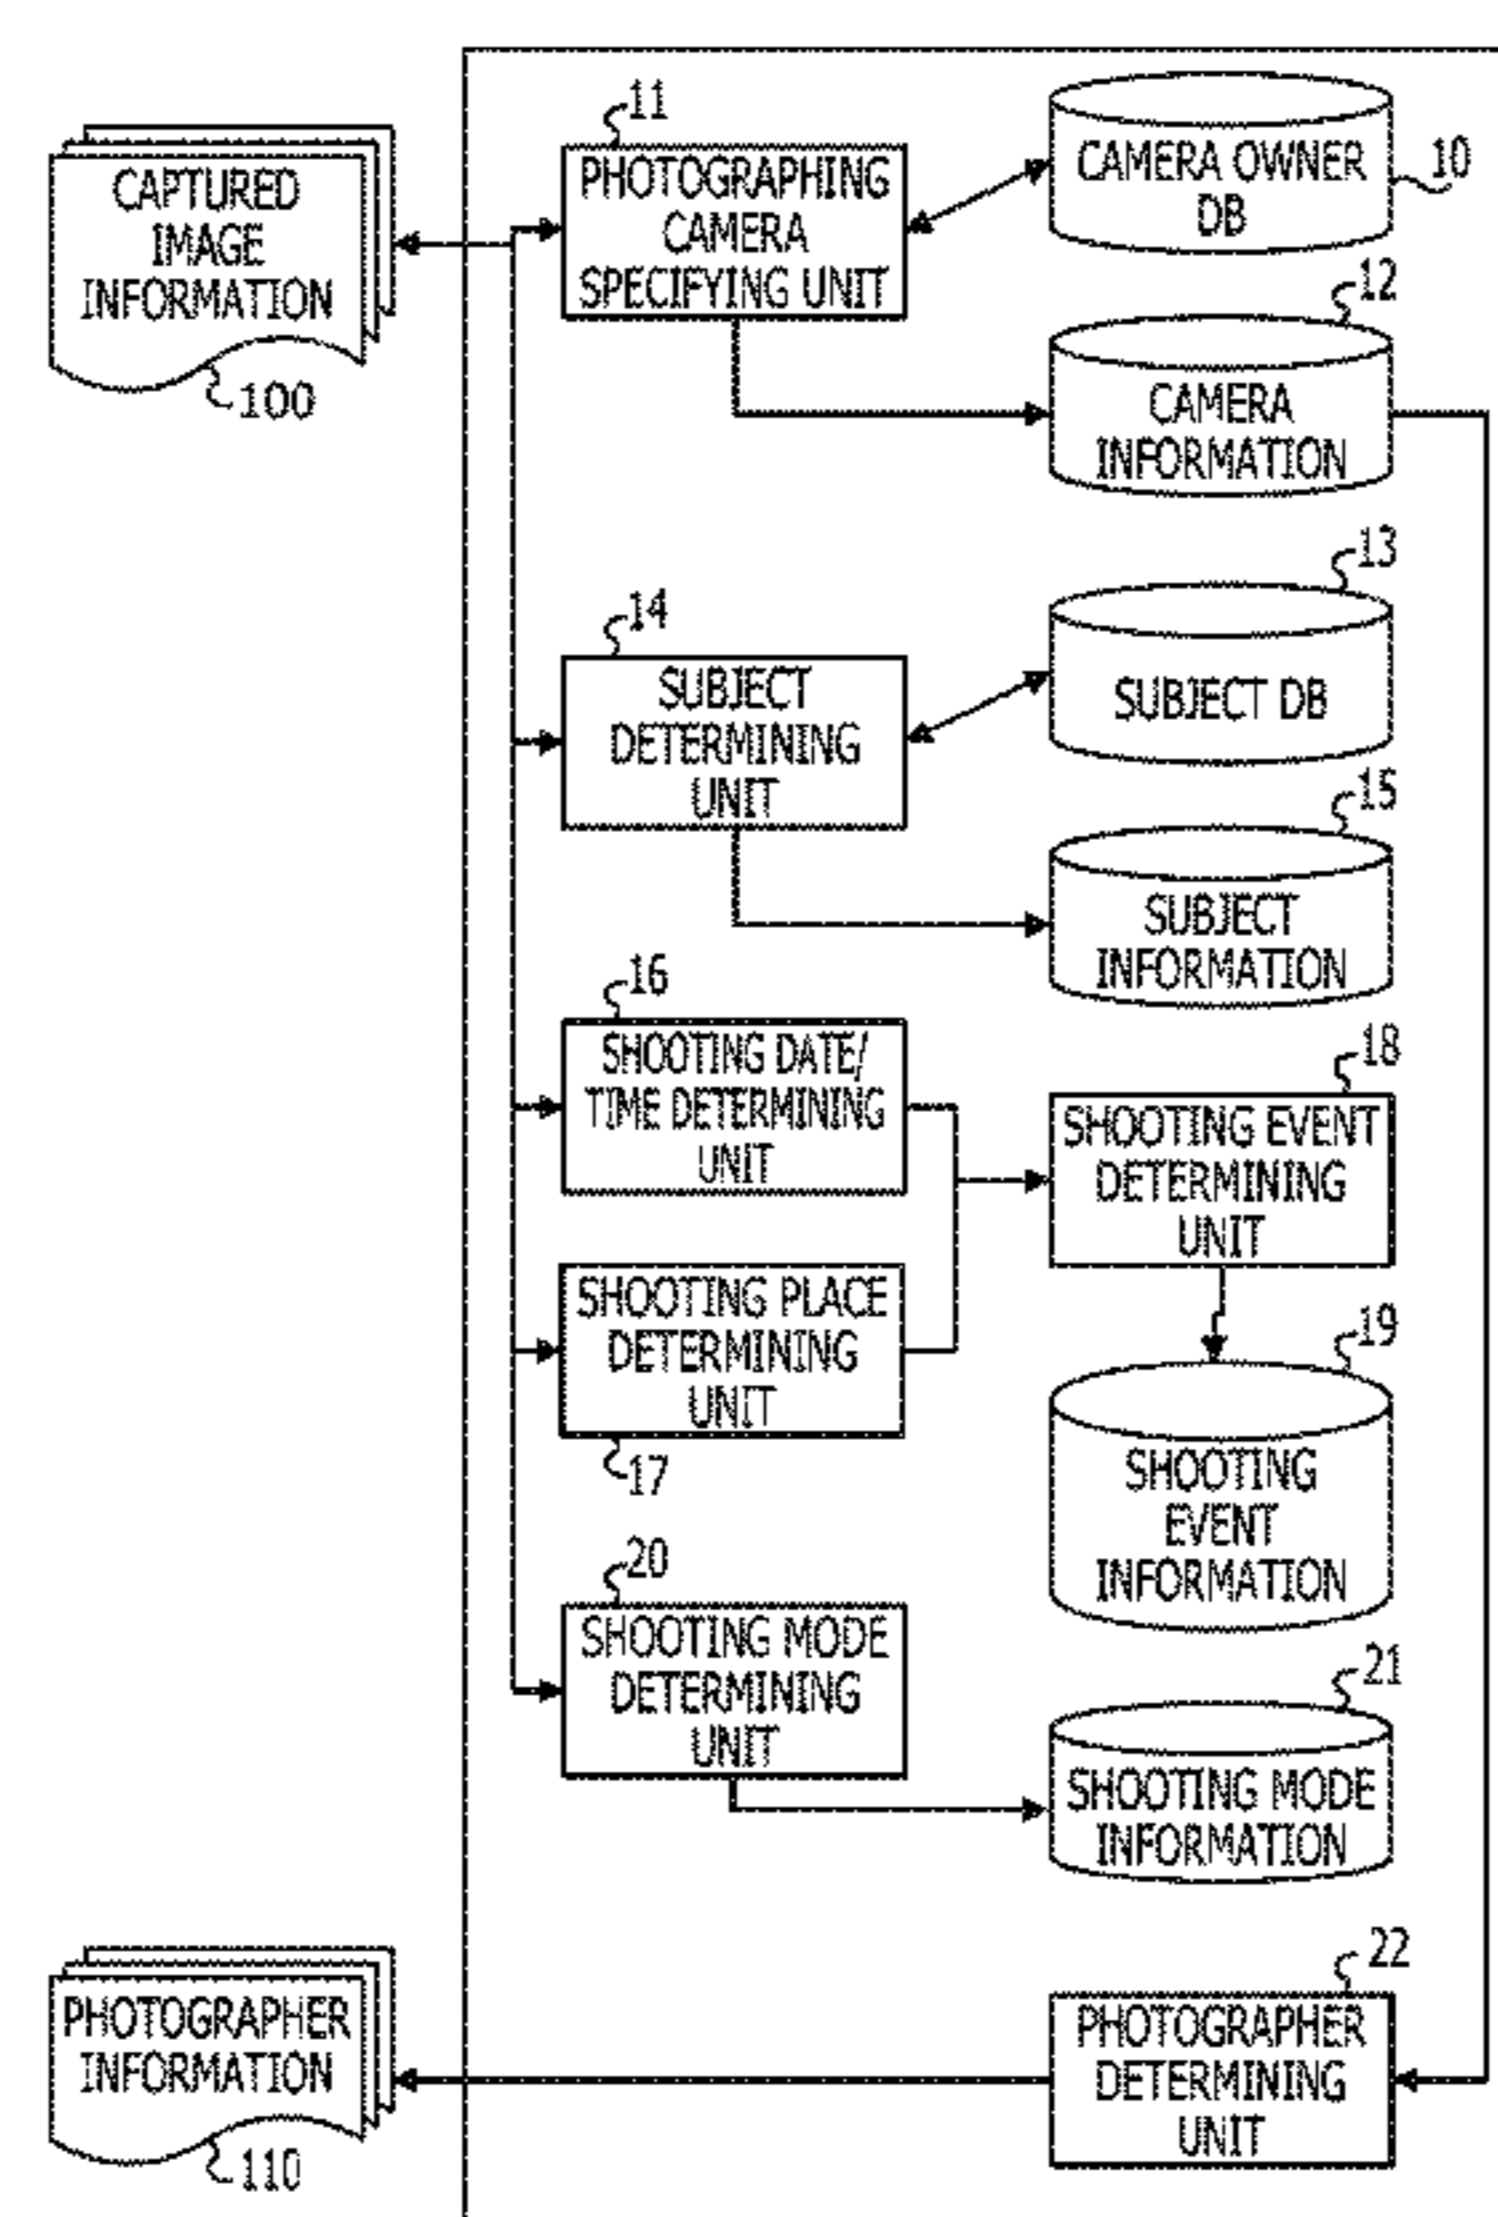 11
PHOTOGRAPHING
CAMERA
SPECIFYING UNIT
CAMERA OWNER
DB
10
CAPTURED
IMAGE
INFORMATION
100
12
CAMERA
INFORMATION
13
SUBJECT DB
14
SUBJECT
DETERMINING
UNIT
15
SUBJECT
INFORMATION
16
SHOOTING DATE/
TIME DETERMINING
UNIT
18
SHOOTING EVENT
DETERMINING
UNIT
SHOOTING PLACE
DETERMINING
UNIT
17
19
SHOOTING
EVENT
INFORMATION
20
SHOOTING MODE
DETERMINING
UNIT
21
SHOOTING MODE
INFORMATION
22
PHOTOGRAPHER
DETERMINING
UNIT
PHOTOGRAPHER
INFORMATION
110